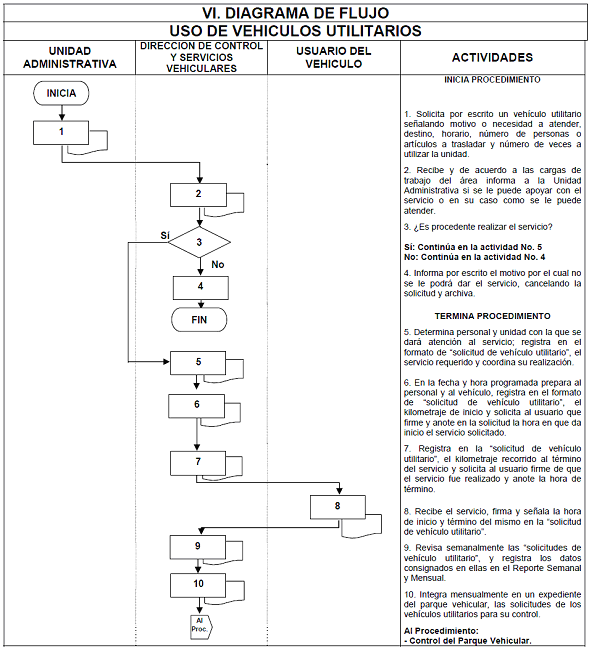 VI. DIAGRAMA DE FLUJO
USO DE VEHICULOS UTILITARIOS
UNIDAD
ADMINISTRATIVA
DIRECCION DE CONTROL
Y SERVICIOS
VEHICULARES
USUARIO DEL
VEHICULO
ACTIVIDADES
INICIA
1
2
Sí
3
No
4
FIN
5
6
7
8
9
10
Al
Proc.
INICIA PROCEDIMIENTO
1. Solicita por escrito un vehículo utilitario
señalando motivo o necesidad a atender,
destino, horario, número de personas o
artículos a trasladar y número de veces a
utilizar la unidad.
2. Recibe y de acuerdo a las cargas de
trabajo del área informa a la Unidad
Administrativa si se le puede apoyar con el
servicio o en su caso como se le puede
atender.
3. ¿Es procedente realizar el servicio?
Sí: Continúa en la actividad No. 5
No: Continúa en la actividad No. 4
4. Informa por escrito el motivo por el cual no
se le podrá dar el servicio, cancelando la
solicitud y archiva.
TERMINA PROCEDIMIENTO
5. Determina personal y unidad con la que se
dará atención al servicio; registra en el
formato de “solicitud de vehículo utilitario”, el
servicio requerido y coordina su realización.
6. En la fecha y hora programada prepara al
personal y al vehículo, registra en el formato
de “solicitud de vehículo utilitario”, el
kilometraje de inicio y solicita al usuario que
firme y anote en la solicitud la hora en que da
inicio el servicio solicitado.
7. Registra en la “solicitud de vehículo
utilitario”, el kilometraje recorrido al término
del servicio y solicita al usuario firme de que
el servicio fue realizado y anote la hora de
término.
8. Recibe el servicio, firma y señala la hora
de inicio y término del mismo en la “solicitud
de vehículo utilitario”.
9. Revisa semanalmente las “solicitudes de
vehículo utilitario”, y registra los datos
consignados en ellas en el Reporte Semanal
y Mensual.
10. Integra mensualmente en un expediente
del parque vehicular, las solicitudes de los
vehículos utilitarios para su control.
Al Procedimiento:
- Control del Parque Vehicular.